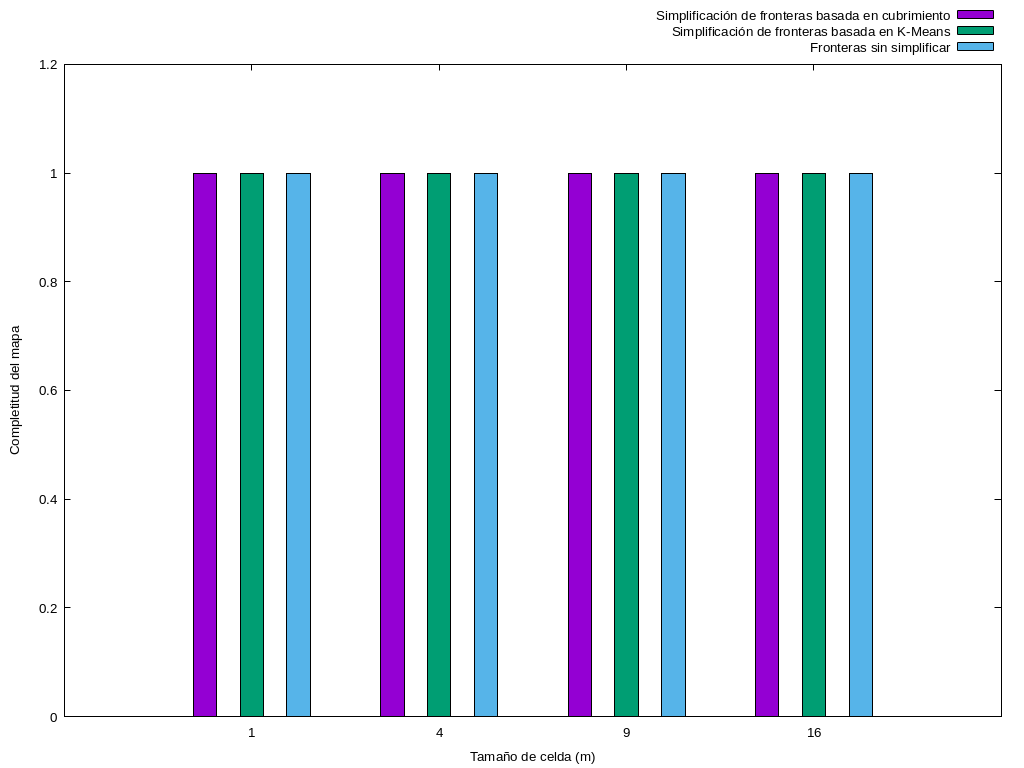 Simplificación de fronteras basada en cubrimiento
Simplificación de fronteras basada en K-Means
Fronteras sin simplificar
1.2
1
0.8
0.6
0.4
0.2
0
Completitud del mapa
1 4 9 16
Tamaño de celda (m)